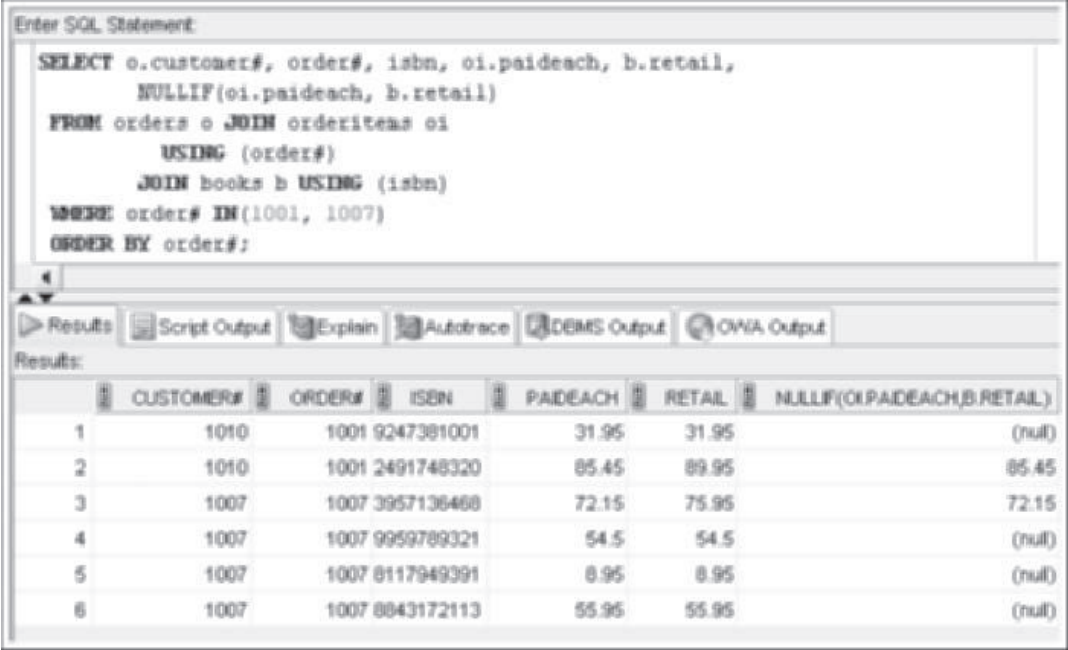 Enter SQL Statement:
SELECT o.customer#, order#, isbn, oi.paideach, b.retail,
NULLIF(oi.paideach, b.retail)
FROM orders o JOIN orderitems oi
USING (order#)
JOIN books b USING (isbn)
WHERE order# IN(1001, 1007)
ORDER BY order#;
Results Script Output Explain Autotrace DBMS Output OWA Output
Results:
CUSTOMER# ORDER# ISBN PAIDEACH RETAIL NULLIF(OI.PAIDEACH,B.RETAIL)
1 1010 1001 9247381001 31.95 31.95 (null)
2 1010 1001 2491748320 85.45 89.95 85.45
3 1007 1007 3957136468 72.15 75.95 72.15
4 1007 1007 9959789321 54.5 54.5 (null)
5 1007 1007 8117949391 8.95 8.95 (null)
6 1007 1007 8843172113 55.95 55.95 (null)